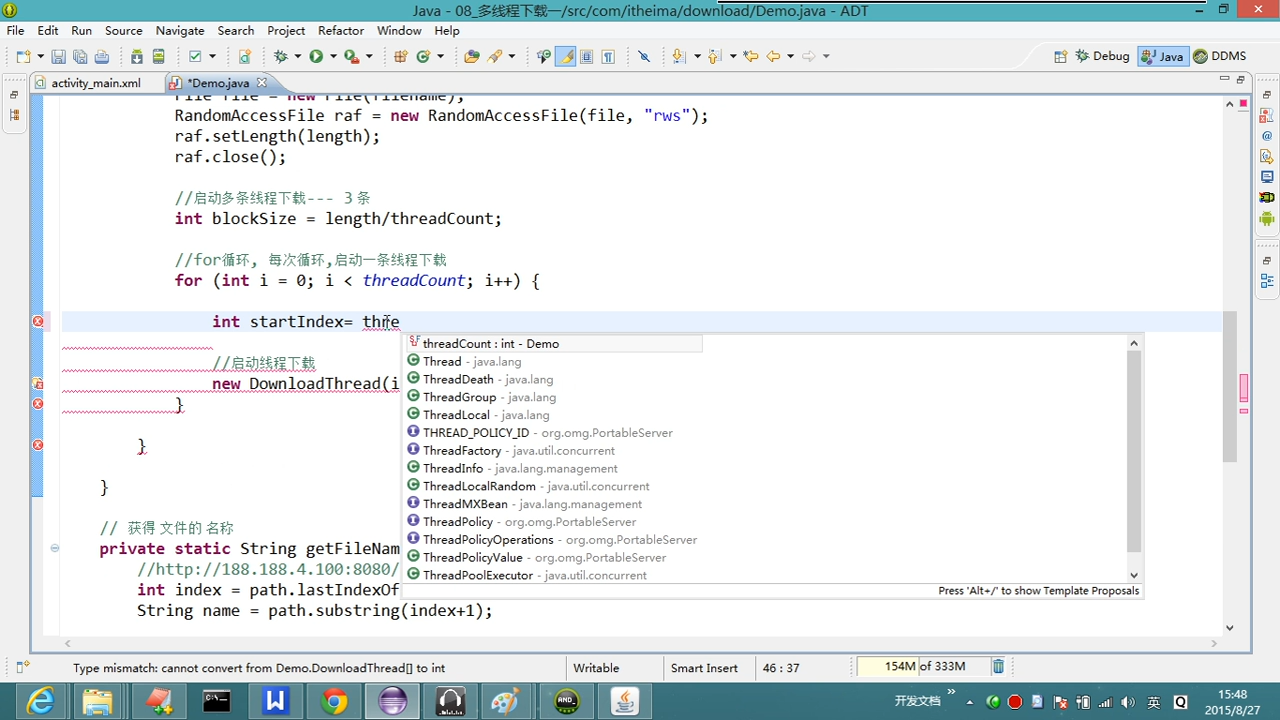 Java - 08_多线程下载一/src/com/itheima/download/Demo.java - ADT
File Edit Run Source Navigate Search Project Refactor Window Help
Debug Java DDMS
activity_main.xml *Demo.java
File file = new File(filename);
RandomAccessFile raf = new RandomAccessFile(file, "rws");
raf.setLength(length);
raf.close();
//启动多条线程下载--- 3条
int blockSize = length/threadCount;
//for循环, 每次循环,启动一条线程下载
for (int i = 0; i < threadCount; i++) {
int startIndex= thre
threadCount : int - Demo
//启动线程下载
Thread - java.lang
ThreadDeath - java.lang
new DownloadThread(i
ThreadGroup - java.lang
}
ThreadLocal - java.lang
THREAD_POLICY_ID - org.omg.PortableServer
}
ThreadFactory - java.util.concurrent
ThreadInfo - java.lang.management
}
ThreadLocalRandom - java.util.concurrent
ThreadMXBean - java.lang.management
// 获得 文件的 名称
ThreadPolicy - org.omg.PortableServer
private static String getFileNam
ThreadPolicyOperations - org.omg.PortableServer
//http://188.188.4.100:8080/
ThreadPolicyValue - org.omg.PortableServer
ThreadPoolExecutor - java.util.concurrent
int index = path.lastIndexOf
Press 'Alt+/' to show Template Proposals
String name = path.substring(index+1);
Type mismatch: cannot convert from Demo.DownloadThread[] to int Writable Smart Insert 46 : 37 154M of 333M
开发文档 » 英 15:48
2015/8/27